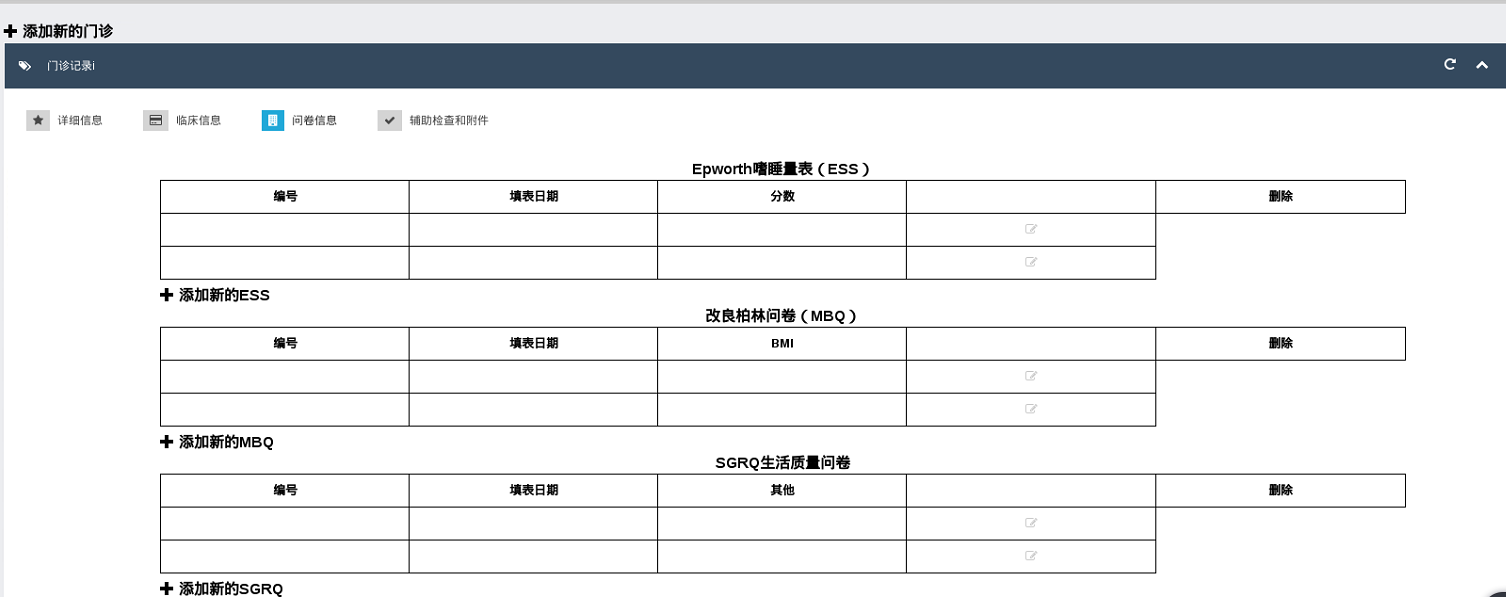 添加新的门诊
门诊记录i
详细信息 临床信息 问卷信息 辅助检查和附件
Epworth嗜睡量表（ESS）
编号 填表日期 分数 删除
添加新的ESS
改良柏林问卷（MBQ）
编号 填表日期 BMI 删除
添加新的MBQ
SGRQ生活质量问卷
编号 填表日期 其他 删除
添加新的SGRQ